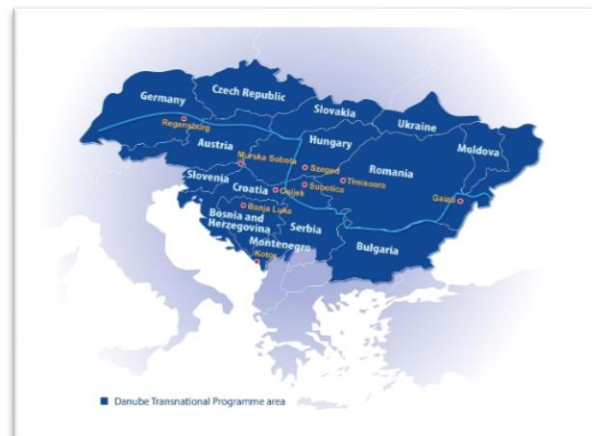 Czech Republic
Germany
Slovakia
Ukraine
Regensburg
Hungary
Moldova
Austria
Murska Sobota
Szeged
Romania
Timisoara
Slovenia
Subotica
Croatia
Osijek
Galati
Banja Luka
Bosnia and
Herzegovina
Serbia
Montenegro
Bulgaria
Kotor
Danube Transnational Programme area